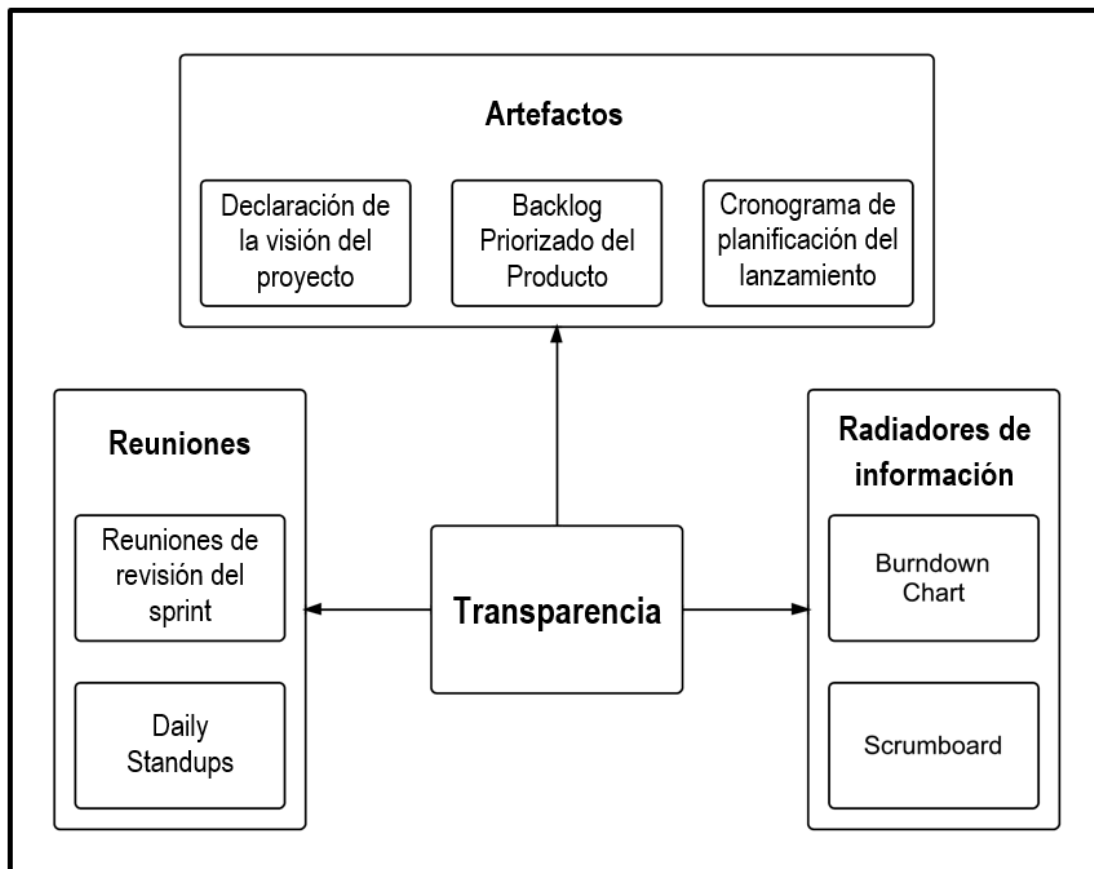 Artefactos
Declaración de
la visión del
proyecto
Backlog
Priorizado del
Producto
Cronograma de
planificación del
lanzamiento
Reuniones
Reuniones de
revisión del
sprint
Daily
Standups
Transparencia
Radiadores de
información
Burndown
Chart
Scrumboard